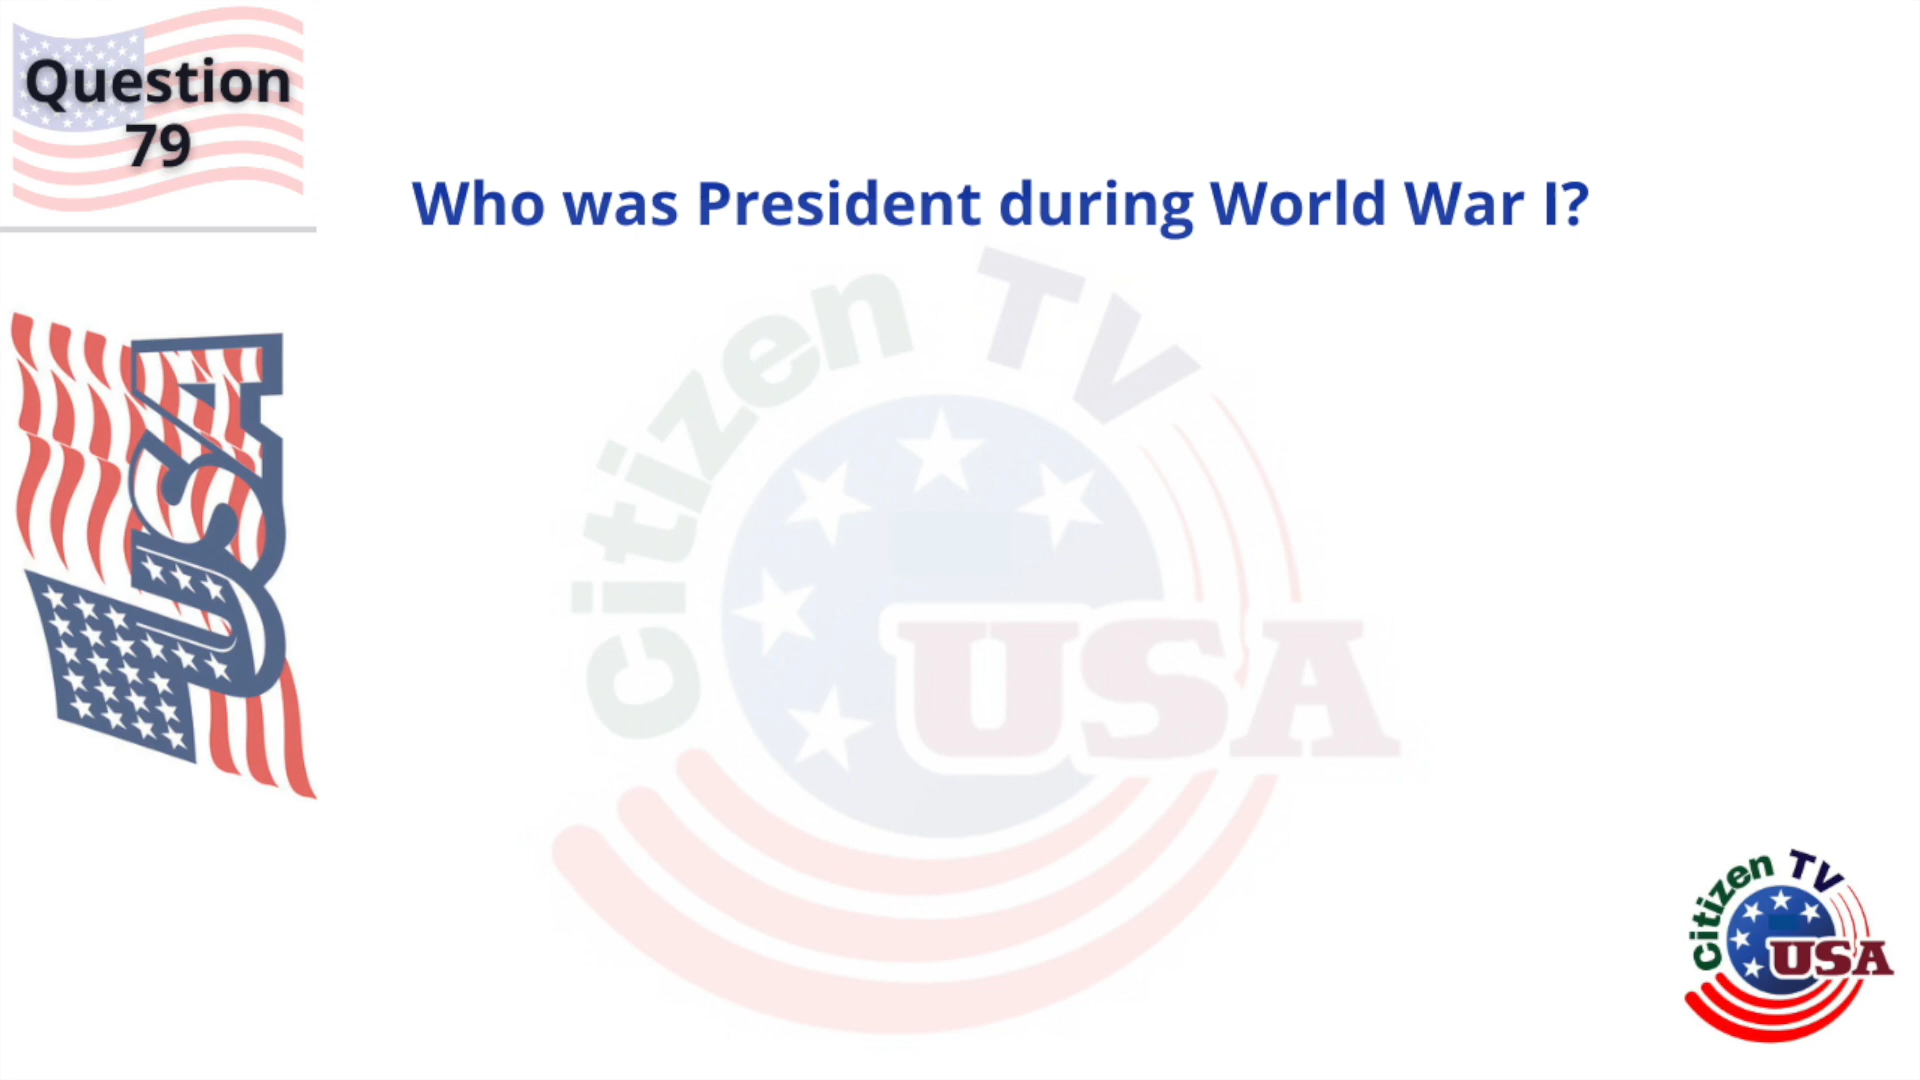 Question
79
Who was President during World War I?
Citizen TV
USA
USA
Citizen TV
USA